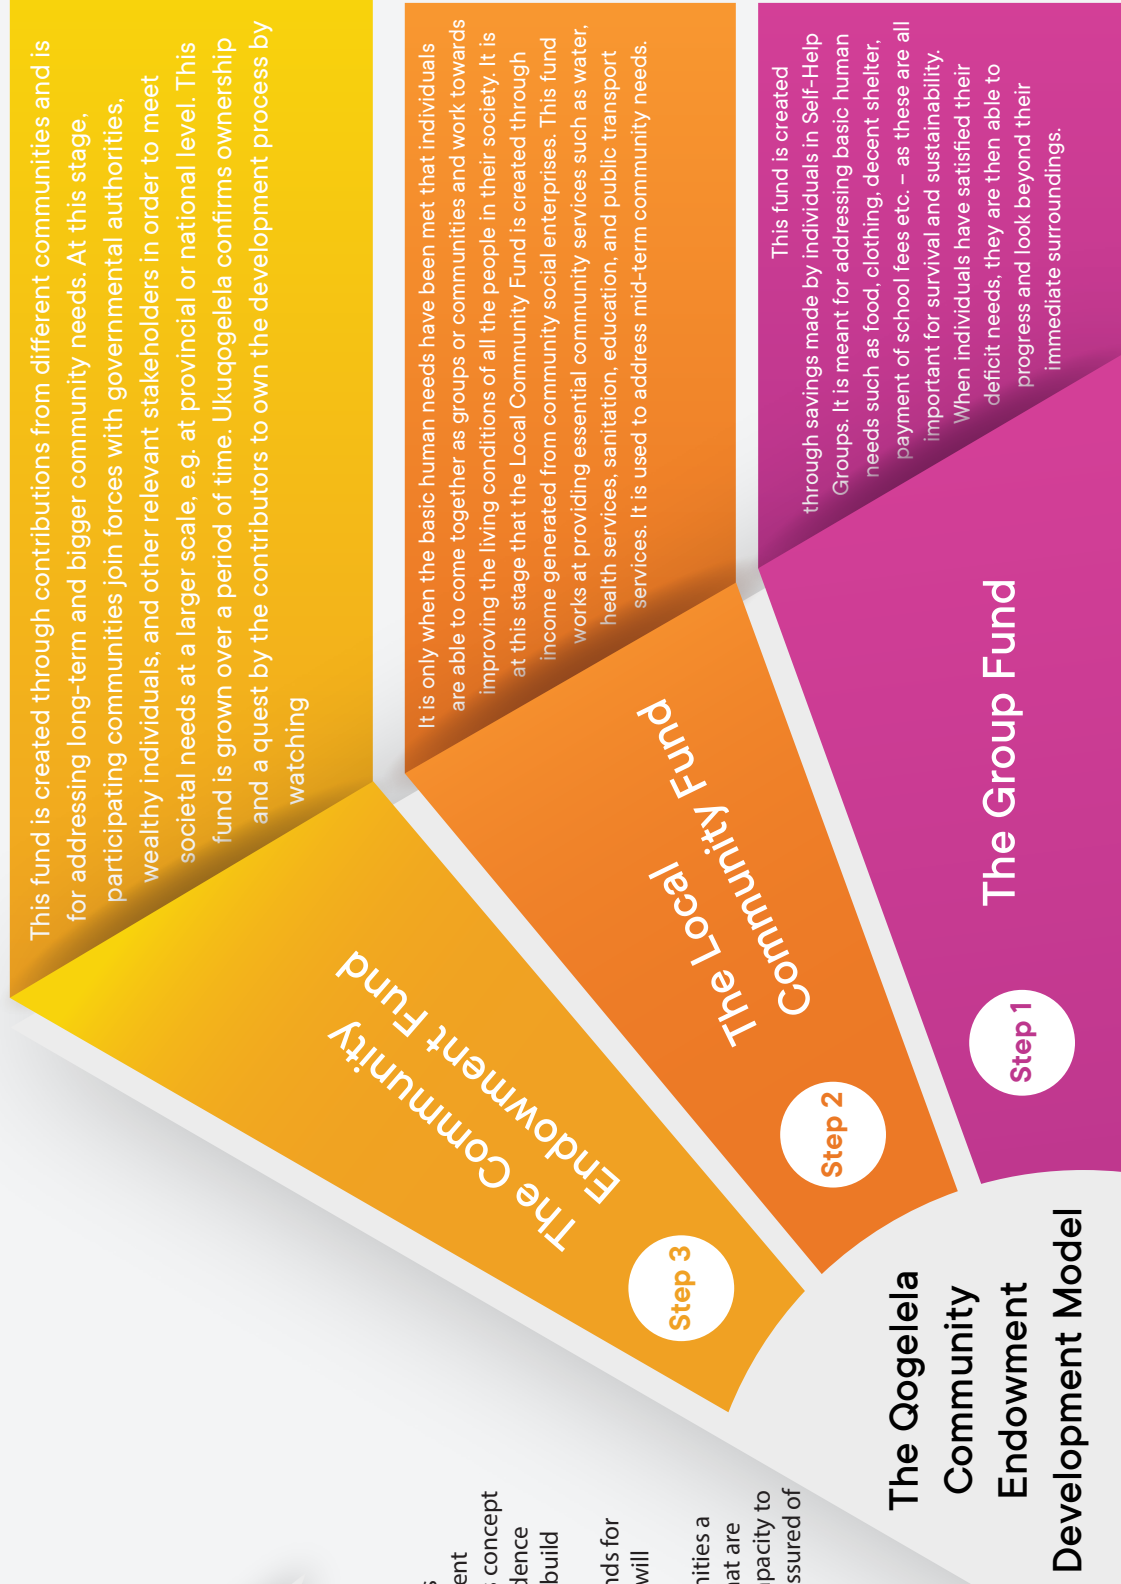 This fund is created through contributions from different communities and is
for addressing long-term and bigger community needs. At this stage,
participating communities join forces with governmental authorities,
wealthy individuals, and other relevant stakeholders in order to meet
societal needs at a larger scale, e.g. at provincial or national level. This
fund is grown over a period of time. Ukuqogelela confirms ownership
and a quest by the contributors to own the development process by
watching
The Community
Endowment Fund
Step 3
It is only when the basic human needs have been met that individuals
are able to come together as groups or communities and work towards
improving the living conditions of all the people in their society. It is
at this stage that the Local Community Fund is created through
income generated from community social enterprises. This fund
works at providing essential community services such as water,
health services, sanitation, education, and public transport
services. It is used to address mid-term community needs.
The Local
Community Fund
Step 2
This fund is created
through savings made by individuals in Self-Help
Groups. It is meant for addressing basic human
needs such as food, clothing, decent shelter,
payment of school fees etc. – as these are all
important for survival and sustainability.
When individuals have satisfied their
deficit needs, they are then able to
progress and look beyond their
immediate surroundings.
The Group Fund
Step 1
The Qogelela
Community
Endowment
Development Model
concept
build
will
a
are
to
of